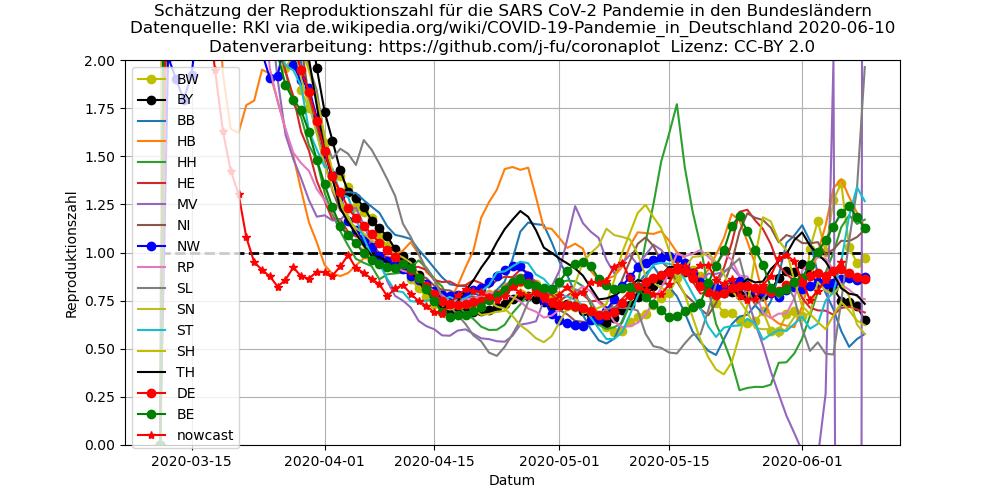 Schätzung der Reproduktionszahl für die SARS CoV-2 Pandemie in den Bundesländern
Datenquelle: RKI via de.wikipedia.org/wiki/COVID-19-Pandemie_in_Deutschland 2020-06-10
Datenverarbeitung: https://github.com/j-fu/coronaplot  Lizenz: CC-BY 2.0
Reproduktionszahl
2.00
1.75
1.50
1.25
1.00
0.75
0.50
0.25
0.00
BW
BY
BB
HB
HH
HE
MV
NI
NW
RP
SL
SN
ST
SH
TH
DE
BE
nowcast
2020-03-15
2020-04-01
2020-04-15
2020-05-01
2020-05-15
2020-06-01
Datum